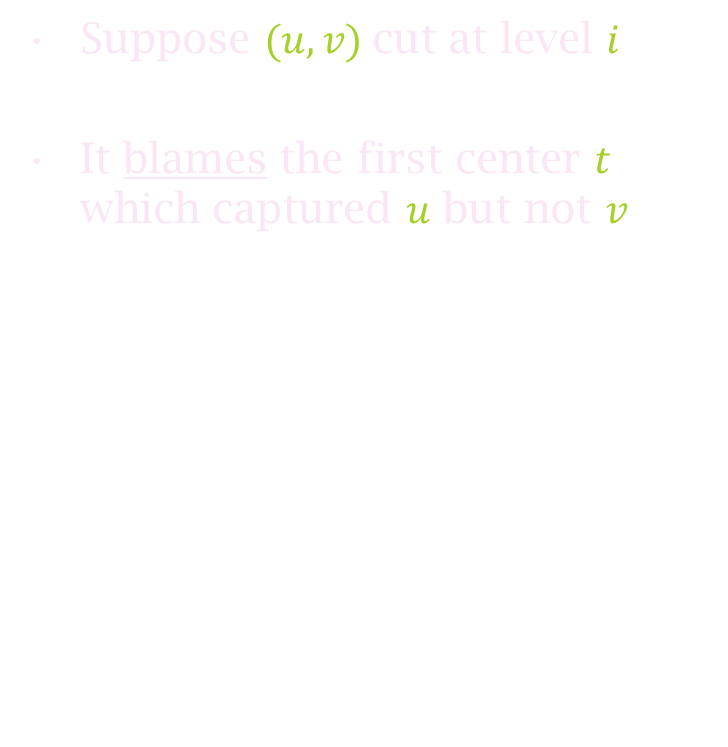 • Suppose (u, v) cut at level i
• It blames the first center t
which captured u but not v